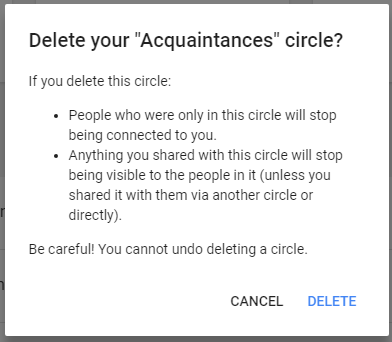 Delete your "Acquaintances" circle?
If you delete this circle:
• People who were only in this circle will stop
being connected to you.
• Anything you shared with this circle will stop
being visible to the people in it (unless you
shared it with them via another circle or
directly).
Be careful! You cannot undo deleting a circle.
CANCEL DELETE